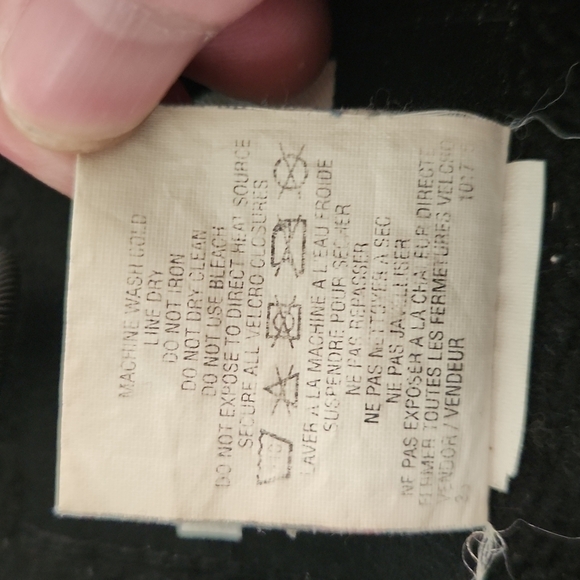 MACHINE WASH COLD
LINE DRY
DO NOT IRON
DO NOT DRY CLEAN
DO NOT USE BLEACH
DO NOT EXPOSE TO DIRECT HEAT SOURCE
SECURE ALL VELCRO CLOSURES
LAVER A LA MACHINE A L'EAU FROIDE
SUSPENDRE POUR SECHER
NE PAS REPASSER
NE PAS NETTOYER A SEC
NE PAS JAVELLISER
NE PAS EXPOSER A LA CHALEUR DIRECTE
FERMER TOUTES LES FERMETURES VELCRO
VENDOR / VENDEUR